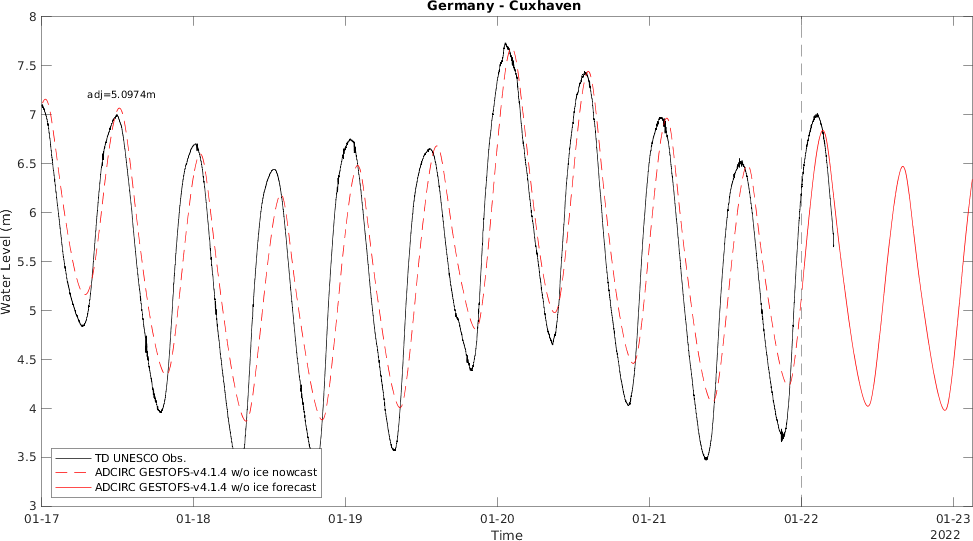 Germany - Cuxhaven
8
7.5
7
6.5
6
5.5
5
4.5
4
3.5
3
Water Level (m)
adj=5.0974m
TD UNESCO Obs.
ADCIRC GESTOFS-v4.1.4 w/o ice nowcast
ADCIRC GESTOFS-v4.1.4 w/o ice forecast
01-17 01-18 01-19 01-20 01-21 01-22 01-23
Time
2022